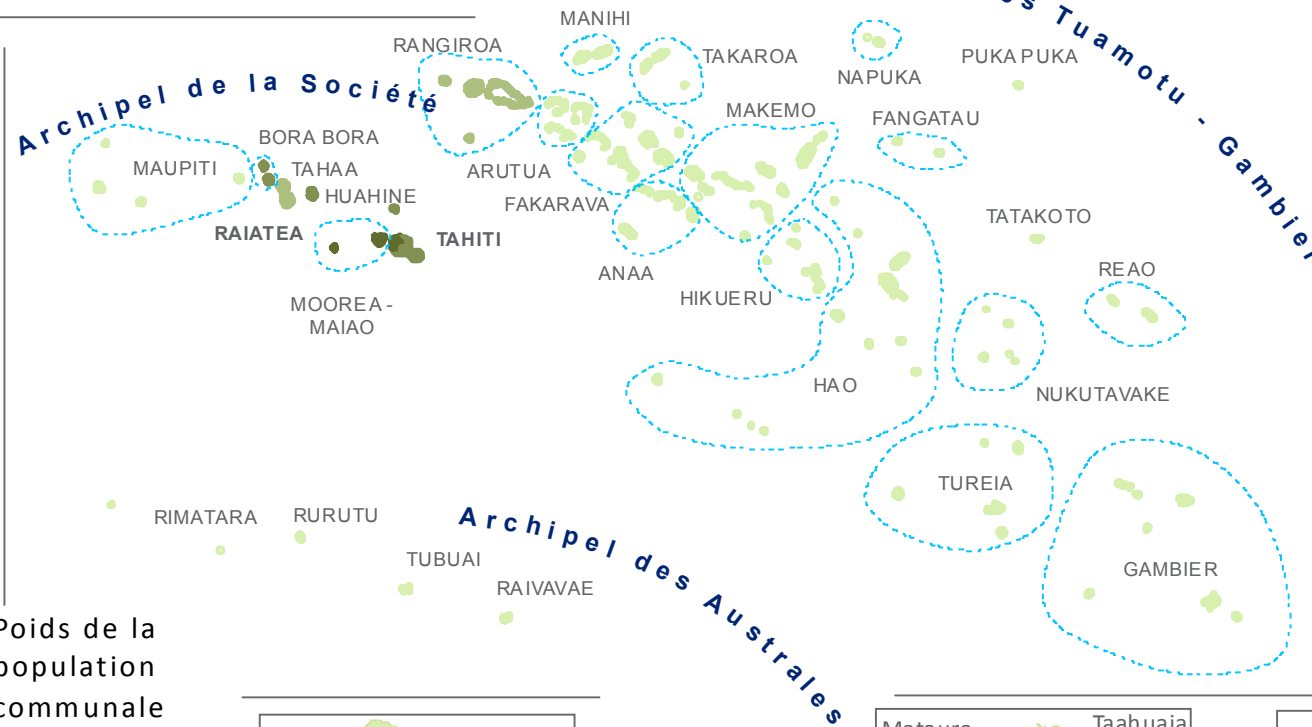 MANIHI
RANGIROA
TAKAROA
NAPUKA
PUKA PUKA
Tuamotu - Gambier
Archipel de la Société
BORA BORA
MAUPITI
TAHAA
HUAHINE
ARUTUA
MAKEMO
FANGATAU
FAKARAVA
RAIATEA
TAHITI
TATAKOTO
ANAA
HIKUERU
REAO
MOOREA -
MAIAO
HAO
NUKUTAVAKE
TUREIA
RIMATARA
RURUTU
Archipel des Australes
TUBUAI
RAIVAVAE
GAMBIER
Poids de la
population
communale
Taahuaia